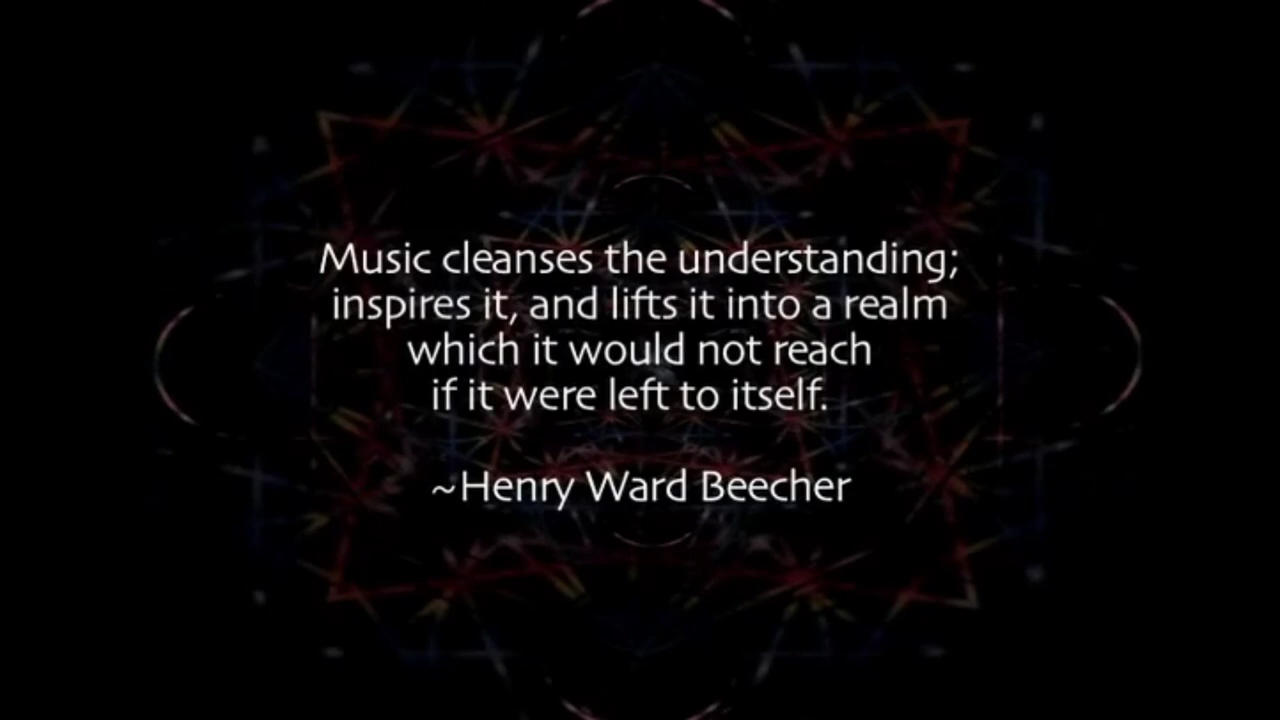 Music cleanses the understanding;
inspires it, and lifts it into a realm
which it would not reach
if it were left to itself.
~Henry Ward Beecher